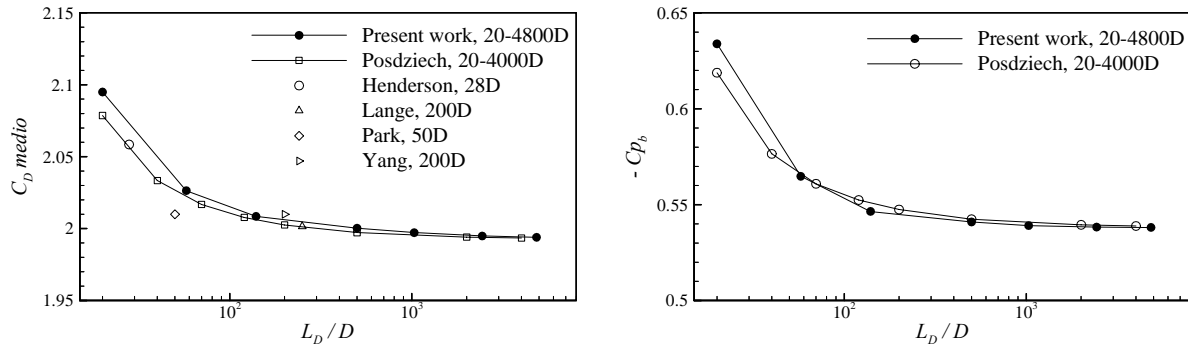 2.15
2.1
2.05
2
1.95
C_D medio
10^2
10^3
L_D / D
Present work, 20-4800D
Posdziech, 20-4000D
Henderson, 28D
Lange, 200D
Park, 50D
Yang, 200D
0.65
0.6
0.55
0.5
- Cp_b
10^2
10^3
L_D / D
Present work, 20-4800D
Posdziech, 20-4000D